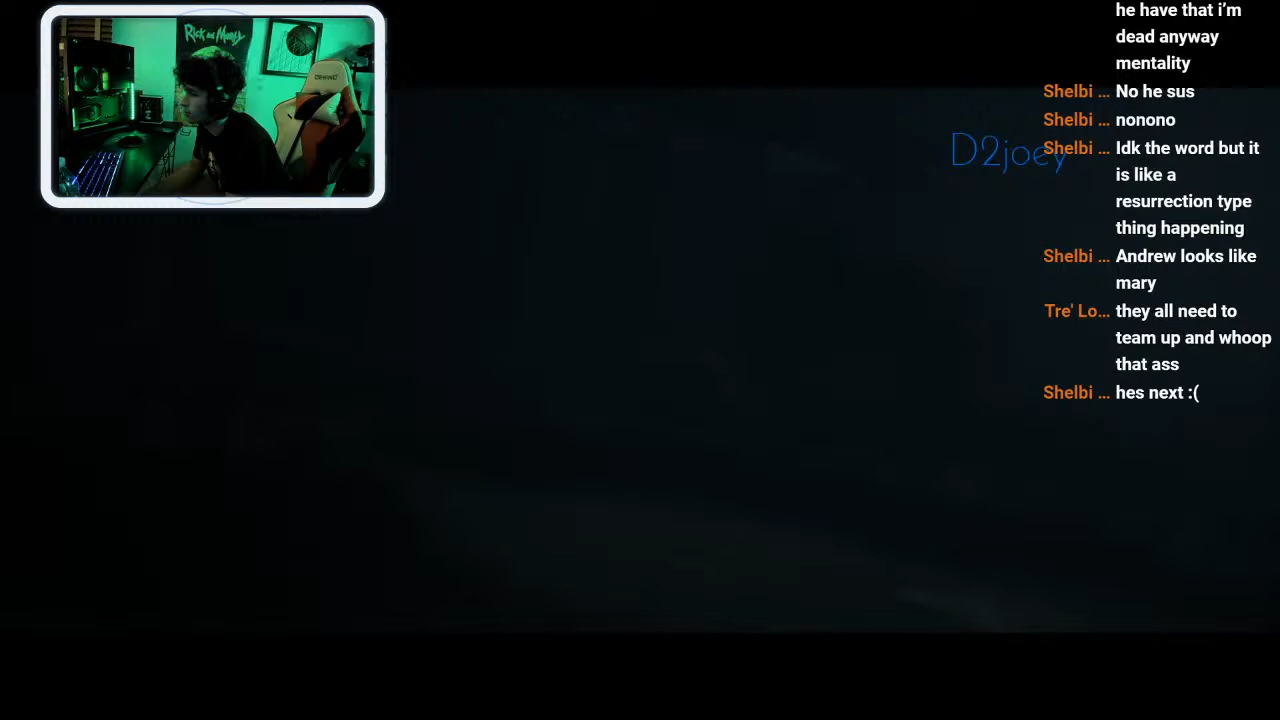 Rick and Morty
he have that i'm
dead anyway
mentality
Shelbi ... No he sus
Shelbi ... nonono
D2joey
Shelbi ... Idk the word but it
is like a
resurrection type
thing happening
Shelbi ... Andrew looks like
mary
Tre' Lo... they all need to
team up and whoop
that ass
Shelbi ... hes next :(